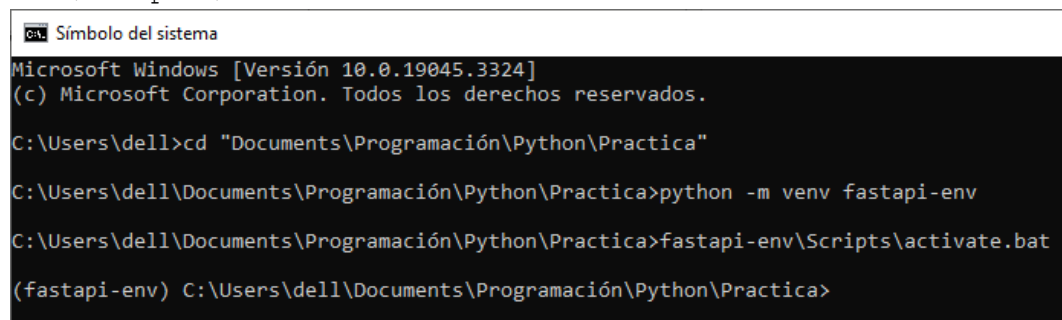 Símbolo del sistema
Microsoft Windows [Versión 10.0.19045.3324]
(c) Microsoft Corporation. Todos los derechos reservados.
C:\Users\dell>cd "Documents\Programación\Python\Practica"
C:\Users\dell\Documents\Programación\Python\Practica>python -m venv fastapi-env
C:\Users\dell\Documents\Programación\Python\Practica>fastapi-env\Scripts\activate.bat
(fastapi-env) C:\Users\dell\Documents\Programación\Python\Practica>